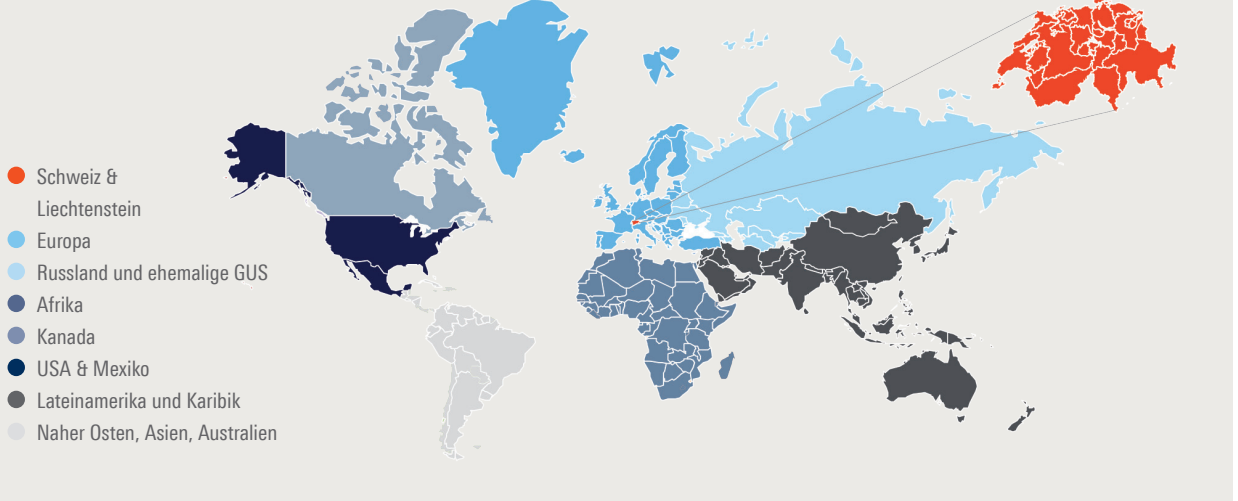 Schweiz &
Liechtenstein
Europa
Russland und ehemalige GUS
Afrika
Kanada
USA & Mexiko
Lateinamerika und Karibik
Naher Osten, Asien, Australien